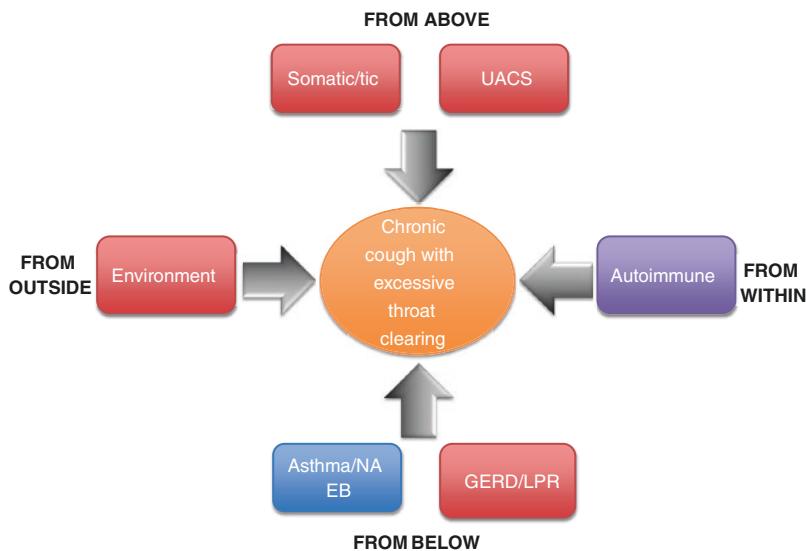 FROM ABOVE
Somatic/tic
UACS
FROM
OUTSIDE
Environment
Chronic
cough with
excessive
throat
clearing
Autoimmune
FROM
WITHIN
Asthma/NA
EB
GERD/LPR
FROM BELOW